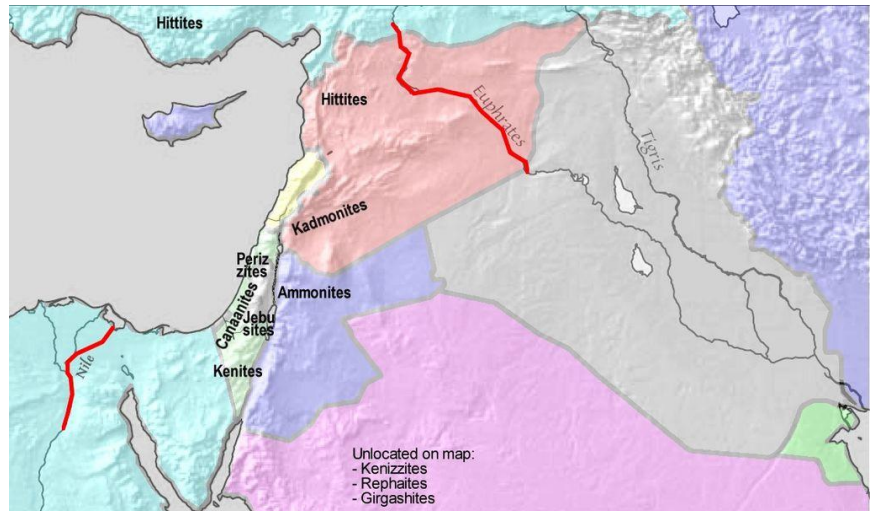 Hittites
Hittites
Euphrates
Tigris
Kadmonites
Periz
zites
Ammonites
Canaanites
Jebu
sites
Nile
Kenites
Unlocated on map:
- Kenizzites
- Rephaites
- Girgashites